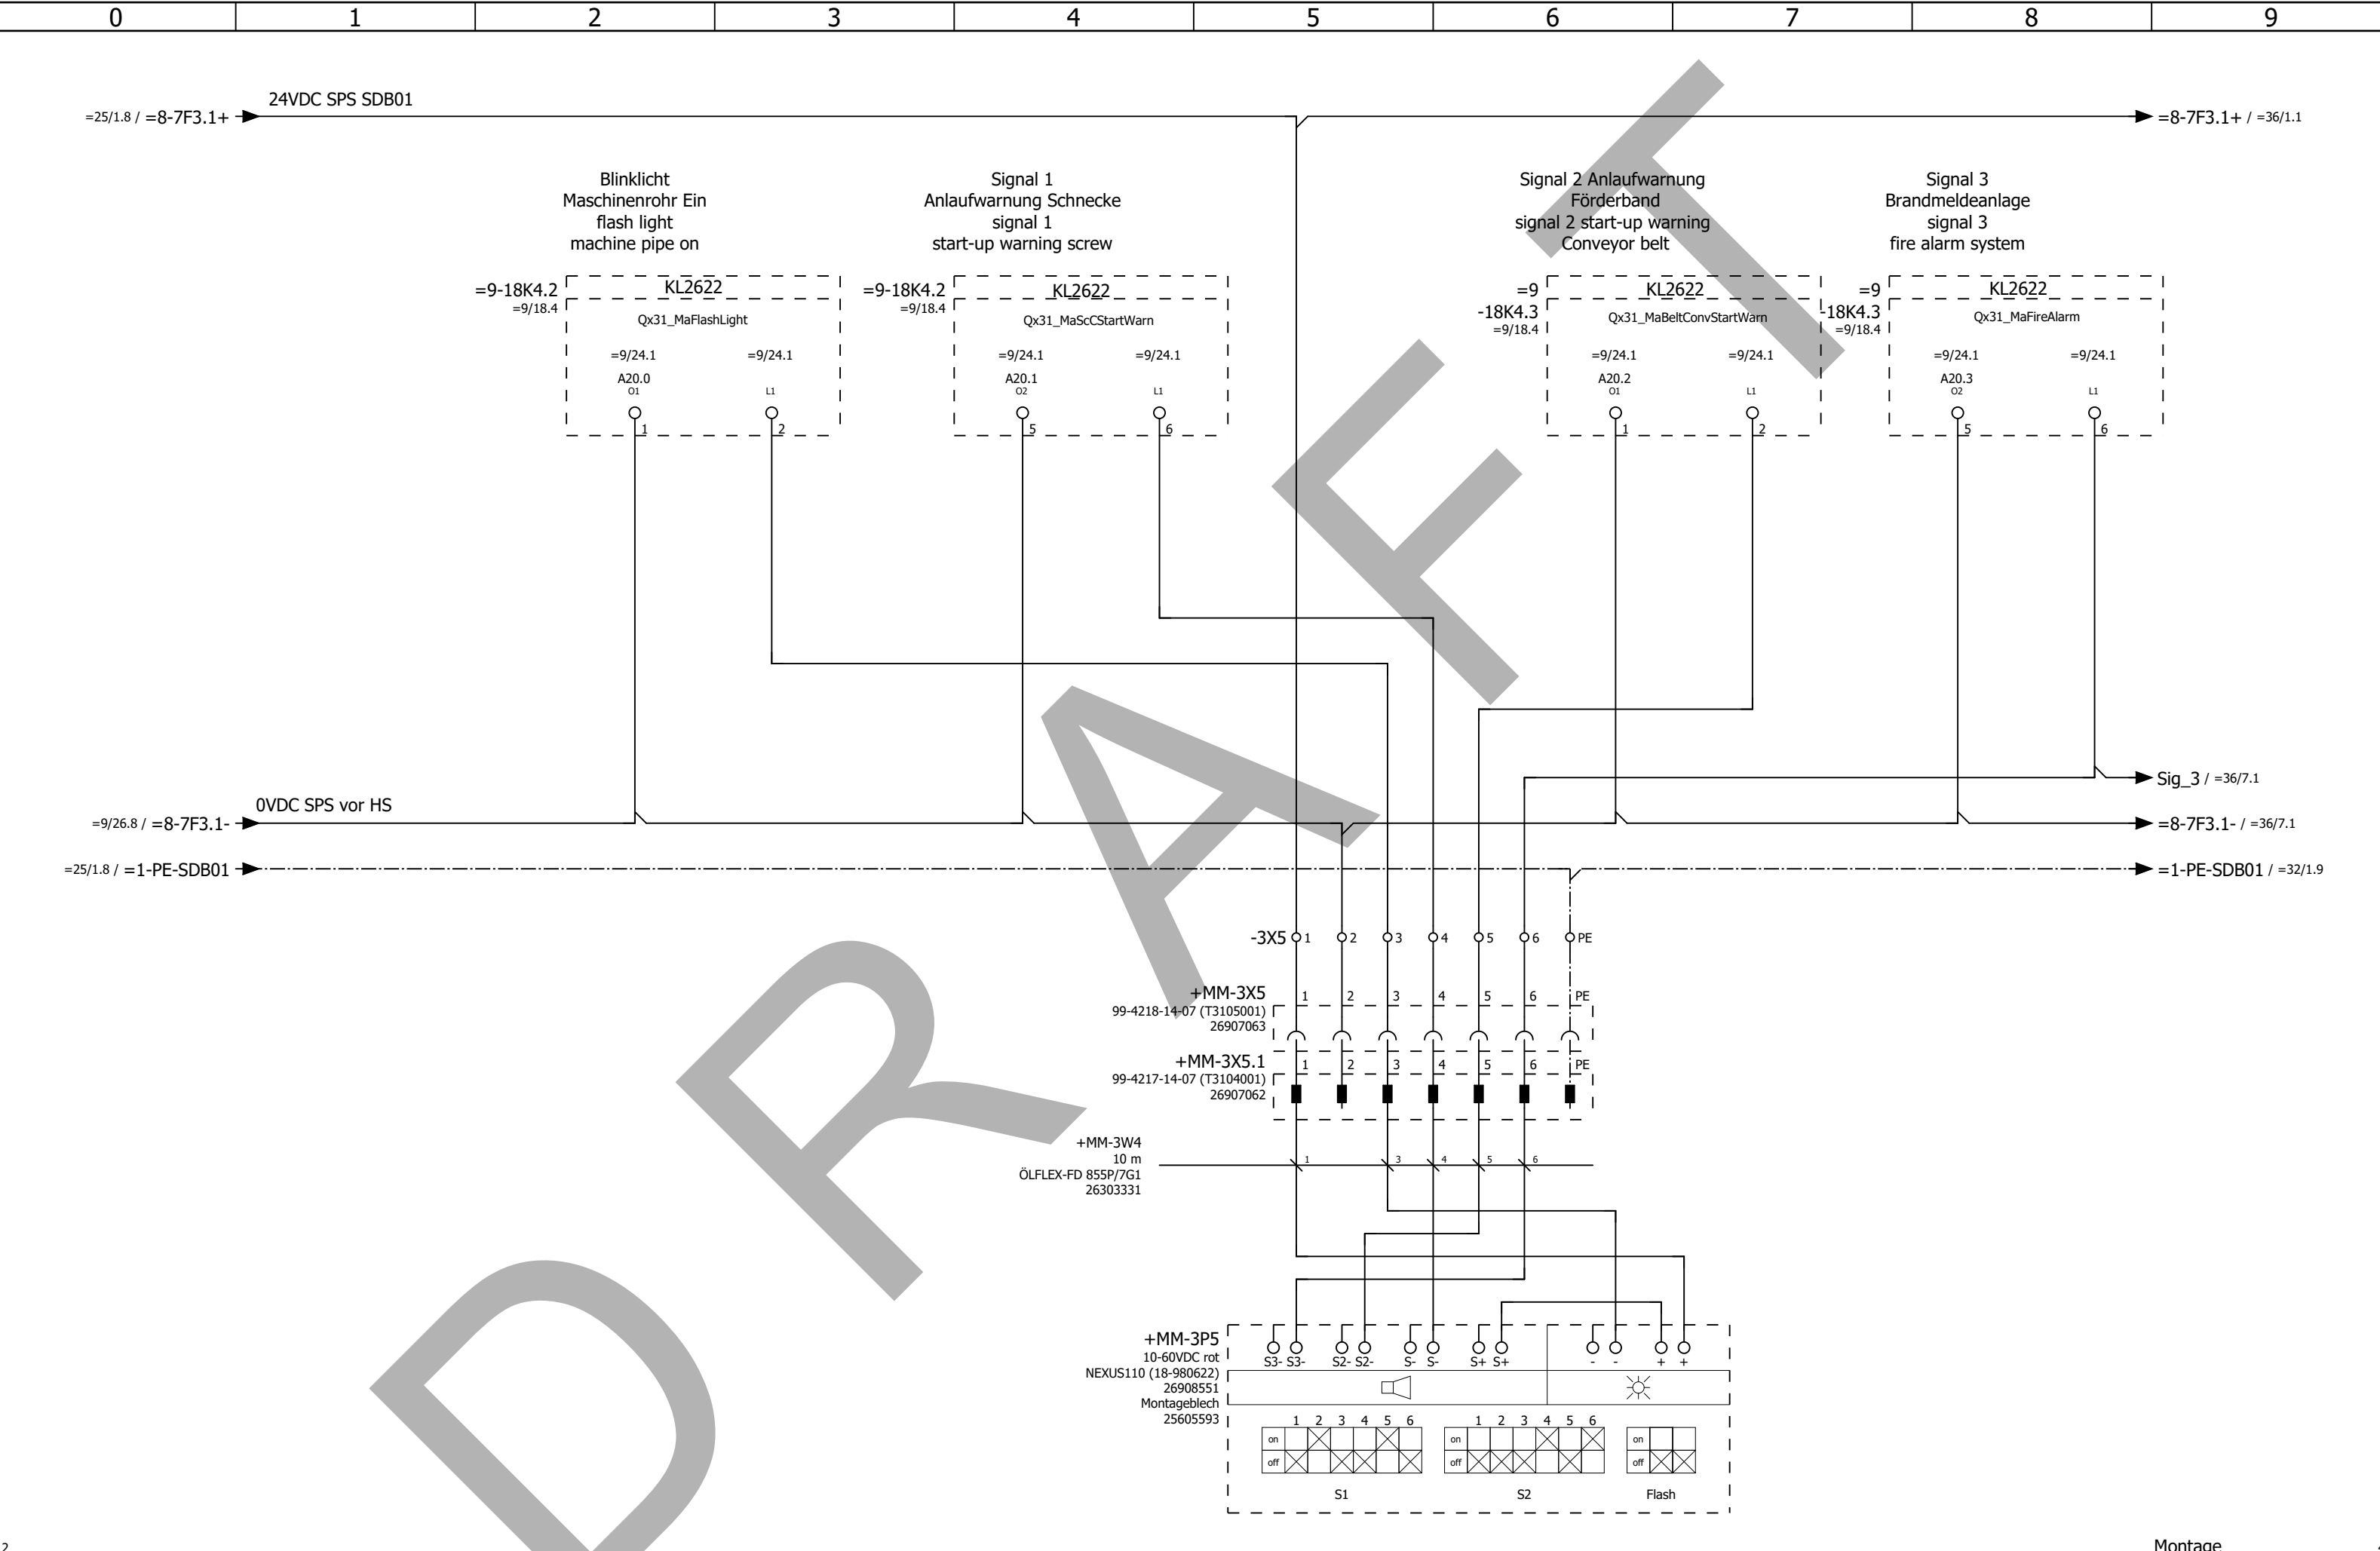 0 1 2 3 4 5 6 7 8 9
24VDC SPS SDB01
=25/1.8 / =8-7F3.1+
=8-7F3.1+ / =36/1.1
Blinklicht
Maschinenrohr Ein
flash light
machine pipe on
Signal 1
Anlaufwarnung Schnecke
signal 1
start-up warning screw
Signal 2 Anlaufwarnung
Förderband
signal 2 start-up warning
Conveyor belt
Signal 3
Brandmeldeanlage
signal 3
fire alarm system
=9-18K4.2
=9/18.4
KL2622
Qx31_MaFlashLight
=9/24.1 =9/24.1
A20.0
O1 L1
1 2
=9-18K4.2
=9/18.4
KL2622
Qx31_MaScCStartWarn
=9/24.1 =9/24.1
A20.1
O2 L1
5 6
=9
-18K4.3
=9/18.4
KL2622
Qx31_MaBeltConvStartWarn
=9/24.1 =9/24.1
A20.2
O1 L1
1 2
=9
-18K4.3
=9/18.4
KL2622
Qx31_MaFireAlarm
=9/24.1 =9/24.1
A20.3
O2 L1
5 6
Sig_3 / =36/7.1
0VDC SPS vor HS
=9/26.8 / =8-7F3.1-
=8-7F3.1- / =36/7.1
=25/1.8 / =1-PE-SDB01
=1-PE-SDB01 / =32/1.9
-3X5 1 2 3 4 5 6 PE
+MM-3X5 1 2 3 4 5 6 PE
99-4218-14-07 (T3105001)
26907063
+MM-3X5.1 1 2 3 4 5 6 PE
99-4217-14-07 (T3104001)
26907062
+MM-3W4
10 m
ÖLFLEX-FD 855P/7G1
26303331
1 3 4 5 6
+MM-3P5
10-60VDC rot
NEXUS110 (18-980622)
26908551
Montageblech
25605593
S3- S3- S2- S2- S- S- S+ S+ - - + +
1 2 3 4 5 6
on
off
S1
1 2 3 4 5 6
on
off
S2
on
off
Flash
DRAFT
2
Montage